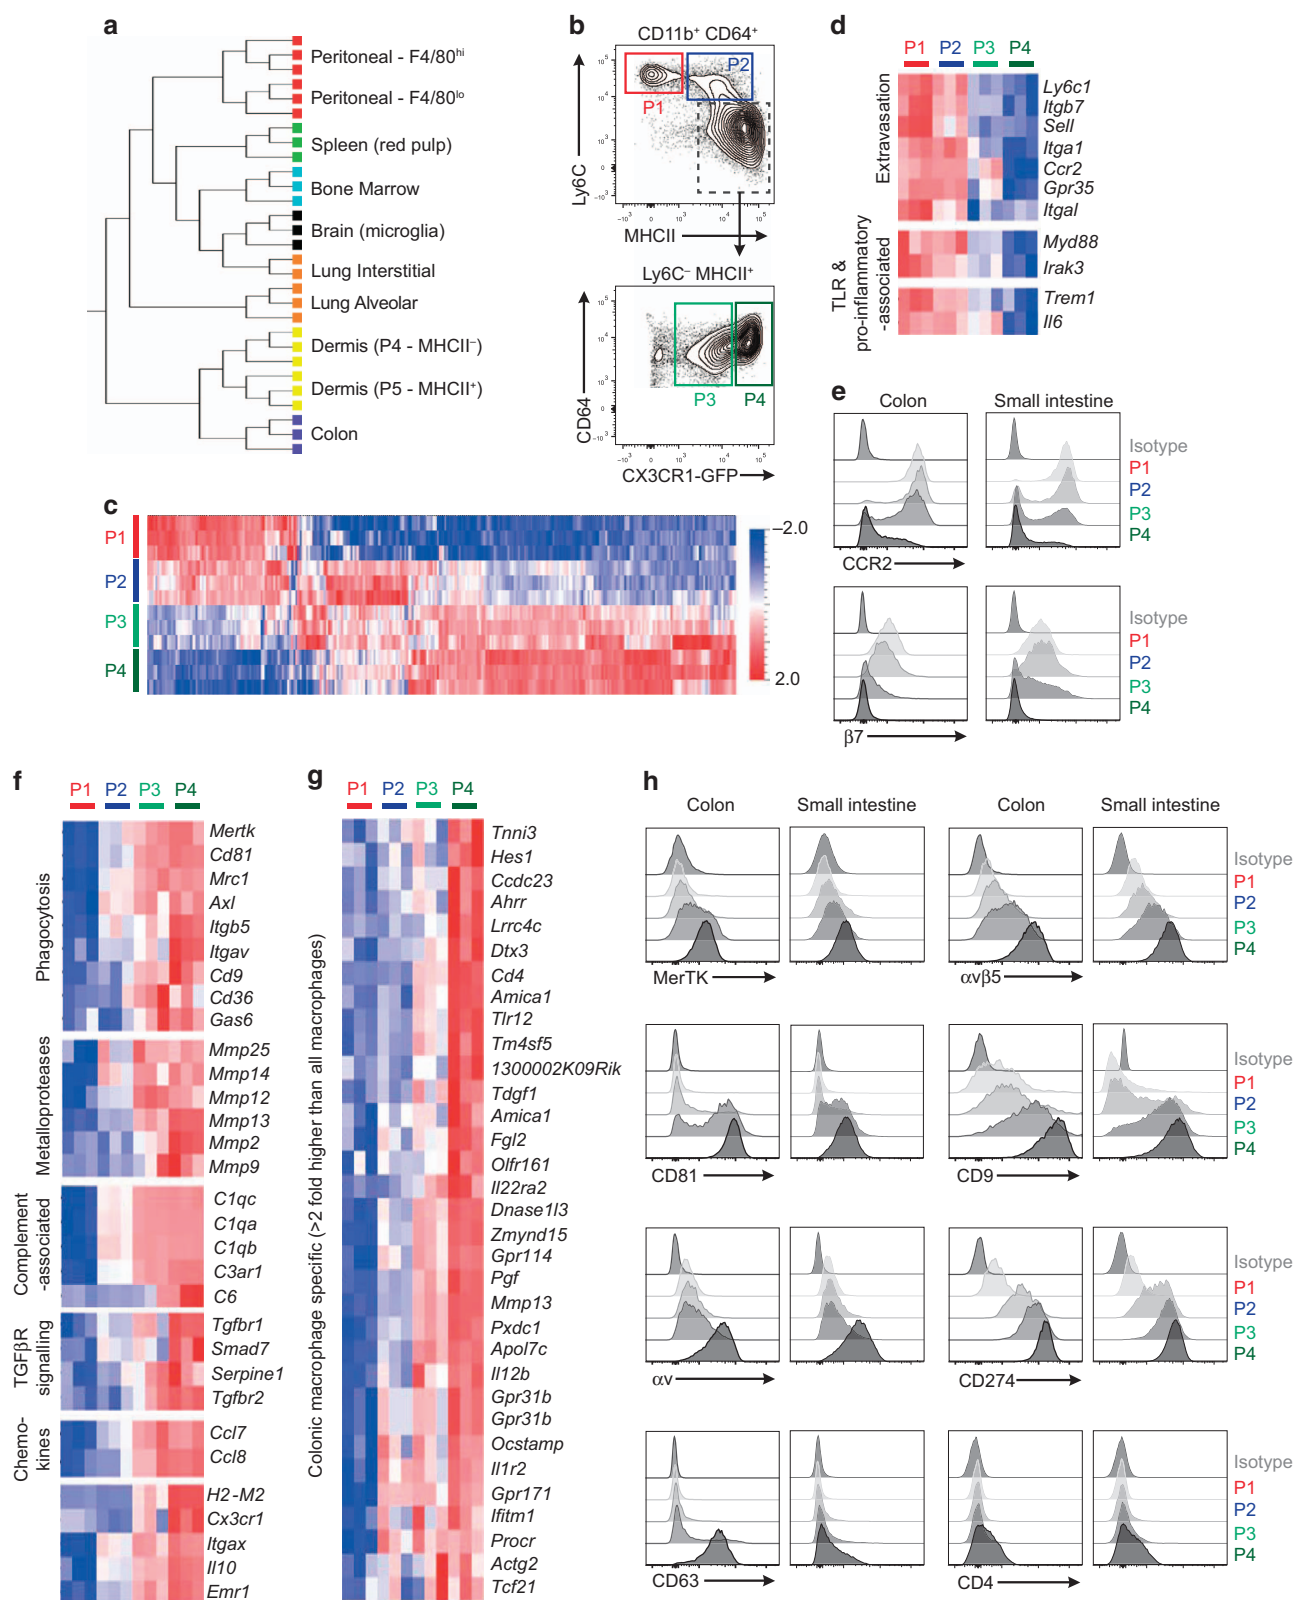 a
Peritoneal - F4/80hi
Peritoneal - F4/80lo
Spleen (red pulp)
Bone Marrow
Brain (microglia)
Lung Interstitial
Lung Alveolar
Dermis (P4 - MHCII–)
Dermis (P5 - MHCII+)
Colon
b
CD11b+ CD64+
P1
P2
Ly6C
MHCII
Ly6C– MHCII+
P3
P4
CD64
CX3CR1-GFP
c
P1
P2
P3
P4
–2.0
2.0
d
P1 P2 P3 P4
Extravasation
Ly6c1
Itgb7
Sell
Itga1
Ccr2
Gpr35
Itgal
TLR &
pro-inflammatory
-associated
Myd88
Irak3
Trem1
Il6
e
Colon
Small intestine
Isotype
P1
P2
P3
P4
CCR2
Isotype
P1
P2
P3
P4
β7
f
P1 P2 P3 P4
Phagocytosis
Mertk
Cd81
Mrc1
Axl
Itgb5
Itgav
Cd9
Cd36
Gas6
Metalloproteases
Mmp25
Mmp14
Mmp12
Mmp13
Mmp2
Mmp9
Complement
-associated
C1qc
C1qa
C1qb
C3ar1
C6
TGFβR
signalling
Tgfbr1
Smad7
Serpine1
Tgfbr2
Chemo-
kines
Ccl7
Ccl8
H2-M2
Cx3cr1
Itgax
Il10
Emr1
g
P1 P2 P3 P4
Colonic macrophage specific (>2 fold higher than all macrophages)
Tnni3
Hes1
Ccdc23
Ahrr
Lrrc4c
Dtx3
Cd4
Amica1
Tlr12
Tm4sf5
1300002K09Rik
Tdgf1
Amica1
Fgl2
Olfr161
Il22ra2
Dnase1l3
Zmynd15
Gpr114
Pgf
Mmp13
Pxdc1
Apol7c
Il12b
Gpr31b
Gpr31b
Ocstamp
Il1r2
Gpr171
Ifitm1
Procr
Actg2
Tcf21
h
Colon
Small intestine
Colon
Small intestine
Isotype
P1
P2
P3
P4
MerTK
αvβ5
Isotype
P1
P2
P3
P4
CD81
CD9
Isotype
P1
P2
P3
P4
αv
CD274
Isotype
P1
P2
P3
P4
CD63
CD4